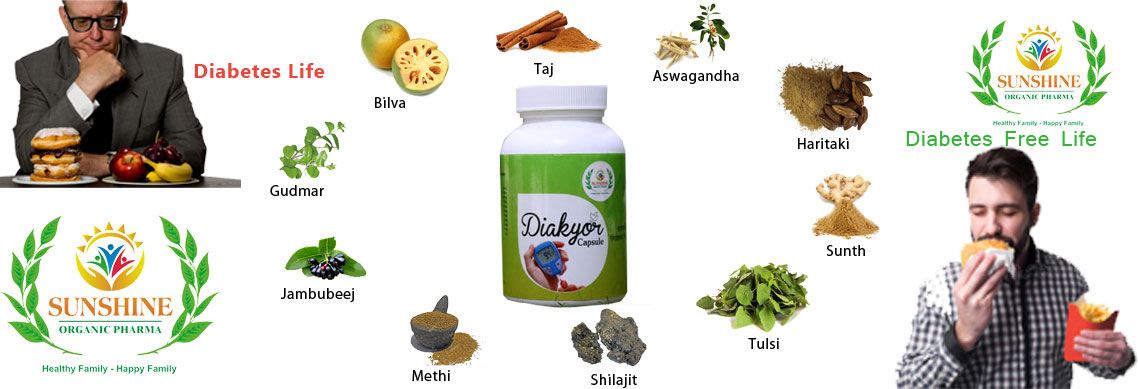 Diabetes Life
Bilva
Taj
Aswagandha
SUNSHINE
ORGANIC PHARMA
Healthy Family - Happy Family
Diabetes Free Life
Haritaki
Gudmar
SUNSHINE
Diakyor
Capsule
Sunth
Jambubeej
SUNSHINE
ORGANIC PHARMA
Healthy Family - Happy Family
Methi
Shilajit
Tulsi